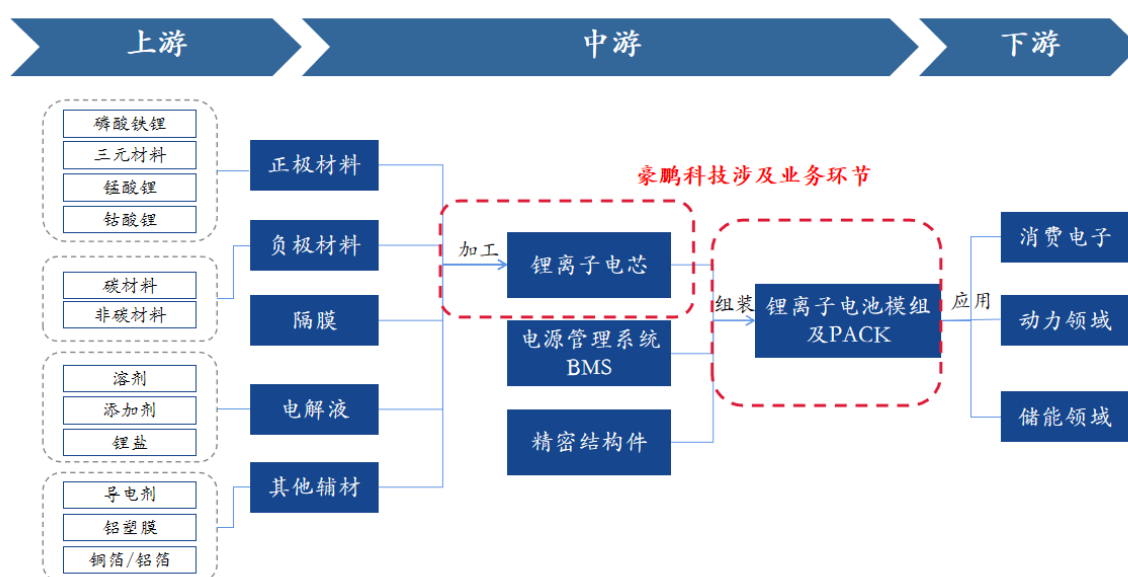 上游
中游
下游
磷酸铁锂
三元材料
锰酸锂
钴酸锂
碳材料
非碳材料
溶剂
添加剂
锂盐
导电剂
铝塑膜
铜箔/铝箔
正极材料
负极材料
隔膜
电解液
其他辅材
加工
豪鹏科技涉及业务环节
锂离子电芯
电源管理系统
BMS
精密结构件
组装
锂离子电池模组
及PACK
应用
消费电子
动力领域
储能领域